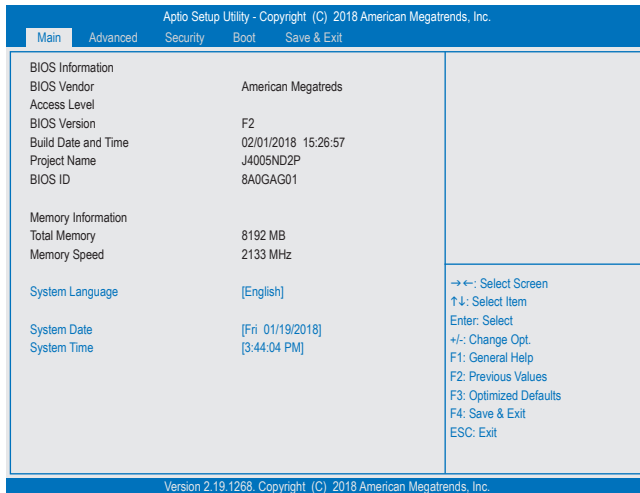 Aptio Setup Utility - Copyright (C) 2018 American Megatrends, Inc.
Main Advanced Security Boot Save & Exit
BIOS Information
BIOS Vendor American Megatreds
Access Level
BIOS Version F2
Build Date and Time 02/01/2018 15:26:57
Project Name J4005ND2P
BIOS ID 8A0GAG01
Memory Information
Total Memory 8192 MB
Memory Speed 2133 MHz
System Language [English]
System Date [Fri 01/19/2018]
System Time [3:44:04 PM]
→←: Select Screen
↑↓: Select Item
Enter: Select
+/-: Change Opt.
F1: General Help
F2: Previous Values
F3: Optimized Defaults
F4: Save & Exit
ESC: Exit
Version 2.19.1268. Copyright (C) 2018 American Megatrends, Inc.